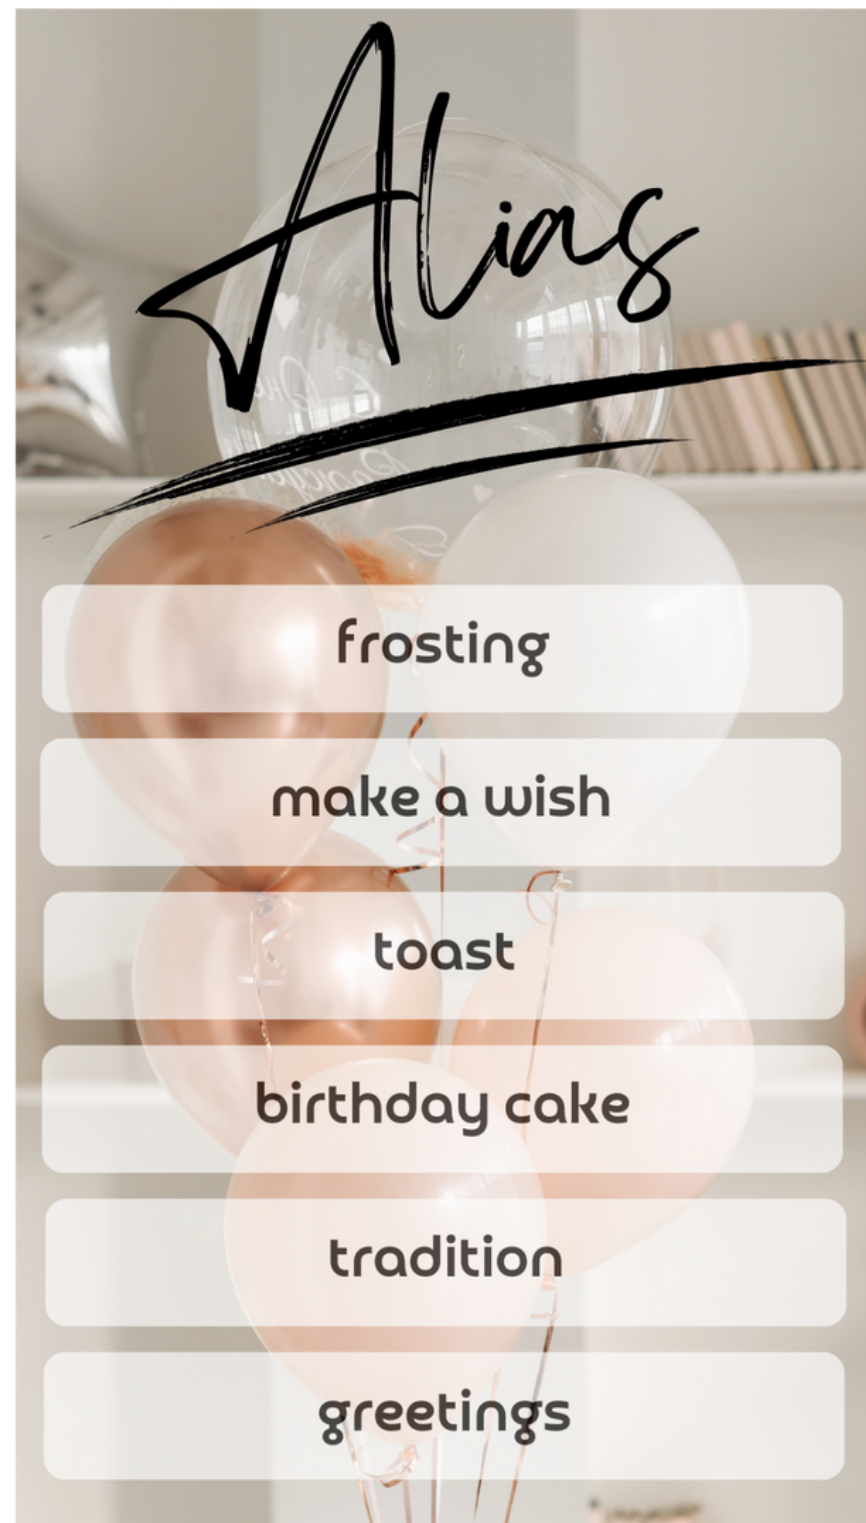 Alias
frosting
make a wish
toast
birthday cake
tradition
greetings